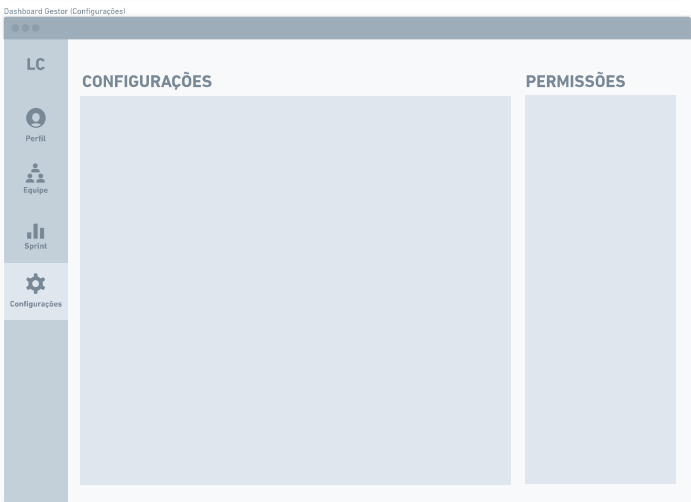 Dashboard Gestor (Configurações)
LC
Perfil
Equipe
Sprint
Configurações
CONFIGURAÇÕES
PERMISSÕES